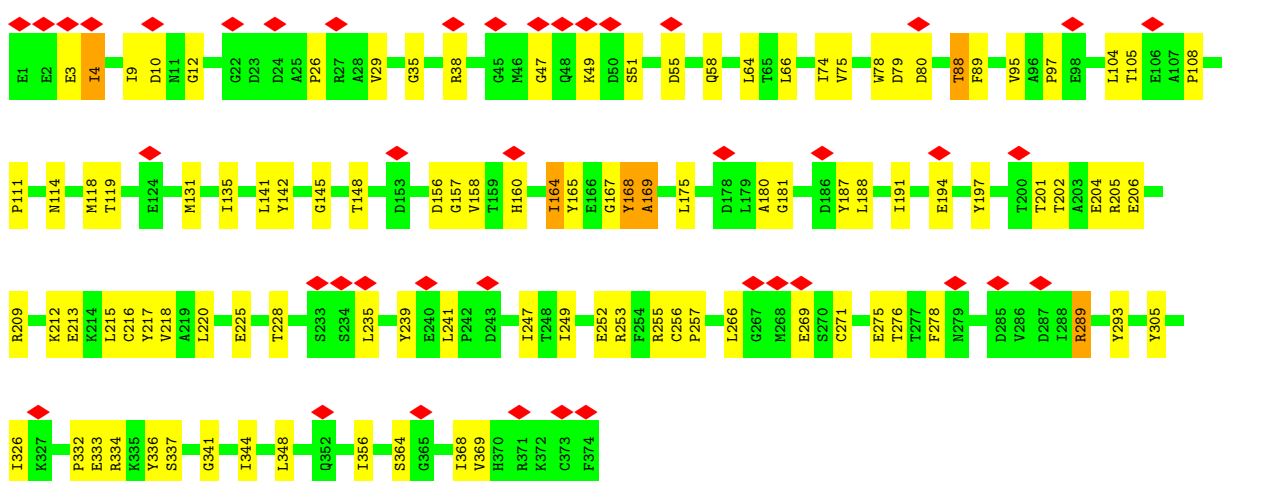 E1 E2 E3 I4 I9 D10 N11 G12 G22 D23 D24 A25 P26 R27 A28 V29 G35 R38 G45 M46 G47 Q48 K49 D50 S51 D55 Q58 L64 T65 L66 I74 V75 W78 D79 D80 T88 F89 V95 A96 P97 E98 L104 T105 E106 A107 P108
P111 N114 M118 T119 E124 M131 I135 L141 Y142 G145 T148 D153 D156 G157 V158 T159 H160 I164 Y165 E166 G167 Y168 A169 L175 D178 L179 A180 G181 D186 Y187 L188 I191 E194 Y197 T200 T201 T202 A203 E204 R205 E206
R209 K212 E213 K214 L215 C216 Y217 V218 A219 L220 E225 T228 S233 S234 L235 Y239 E240 L241 P242 D243 I247 T248 I249 E252 R253 F254 R255 C256 P257 L266 G267 M268 E269 S270 C271 E275 T276 T277 F278 N279 D285 V286 D287 I288 R289 Y293 Y305
I326 K327 P332 E333 R334 K335 Y336 S337 G341 I344 L348 Q352 I356 S364 G365 I368 V369 H370 R371 K372 C373 F374